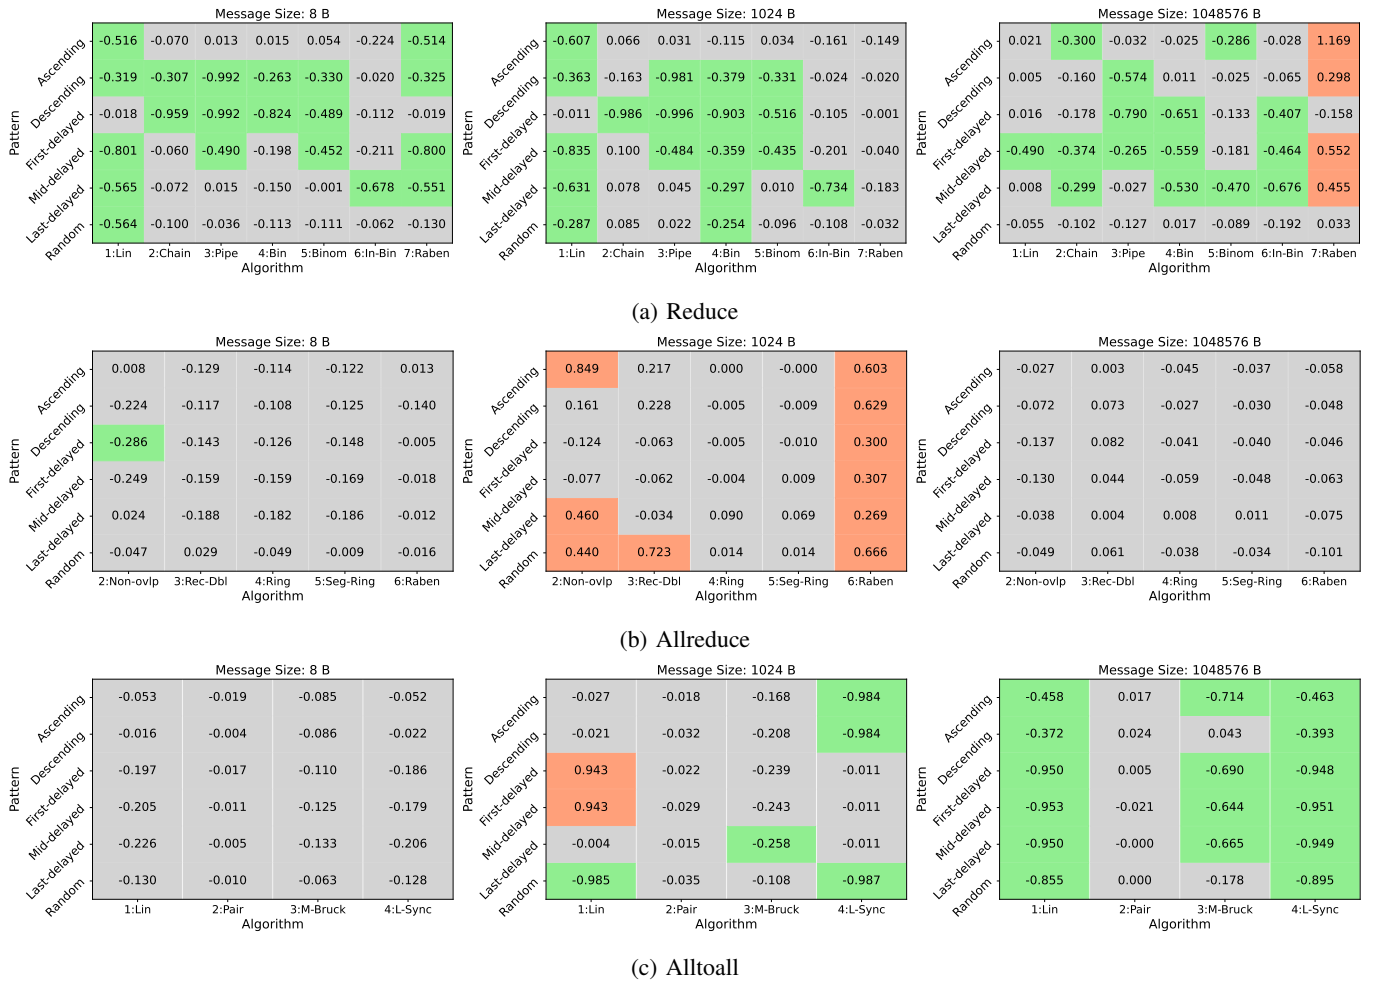 Message Size: 8 B
Pattern
Ascending -0.516 -0.070 0.013 0.015 0.054 -0.224 -0.514
Descending -0.319 -0.307 -0.992 -0.263 -0.330 -0.020 -0.325
First-delayed -0.018 -0.959 -0.992 -0.824 -0.489 -0.112 -0.019
Mid-delayed -0.801 -0.060 -0.490 -0.198 -0.452 -0.211 -0.800
Last-delayed -0.565 -0.072 0.015 -0.150 -0.001 -0.678 -0.551
Random -0.564 -0.100 -0.036 -0.113 -0.111 -0.062 -0.130
1:Lin 2:Chain 3:Pipe 4:Bin 5:Binom 6:In-Bin 7:Raben
Algorithm
Message Size: 1024 B
Pattern
Ascending -0.607 0.066 0.031 -0.115 0.034 -0.161 -0.149
Descending -0.363 -0.163 -0.981 -0.379 -0.331 -0.024 -0.020
First-delayed -0.011 -0.986 -0.996 -0.903 -0.516 -0.105 -0.001
Mid-delayed -0.835 0.100 -0.484 -0.359 -0.435 -0.201 -0.040
Last-delayed -0.631 0.078 0.045 -0.297 0.010 -0.734 -0.183
Random -0.287 0.085 0.022 -0.254 -0.096 -0.108 -0.032
1:Lin 2:Chain 3:Pipe 4:Bin 5:Binom 6:In-Bin 7:Raben
Algorithm
Message Size: 1048576 B
Pattern
Ascending 0.021 -0.300 -0.032 -0.025 -0.286 -0.028 1.169
Descending 0.005 -0.160 -0.574 0.011 -0.025 -0.065 0.298
First-delayed 0.016 -0.178 -0.790 -0.651 -0.133 -0.407 -0.158
Mid-delayed -0.490 -0.374 -0.265 -0.559 -0.181 -0.464 0.552
Last-delayed 0.008 -0.299 -0.027 -0.530 -0.470 -0.676 0.455
Random -0.055 -0.102 -0.127 0.017 -0.089 -0.192 0.033
1:Lin 2:Chain 3:Pipe 4:Bin 5:Binom 6:In-Bin 7:Raben
Algorithm
(a) Reduce
Message Size: 8 B
Pattern
Ascending 0.008 -0.129 -0.114 -0.122 0.013
Descending -0.224 -0.117 -0.108 -0.125 -0.140
First-delayed -0.286 -0.143 -0.126 -0.148 -0.005
Mid-delayed -0.249 -0.159 -0.159 -0.169 -0.018
Last-delayed 0.024 -0.188 -0.182 -0.186 -0.012
Random -0.047 0.029 -0.049 -0.009 -0.016
2:Non-ovlp 3:Rec-Dbl 4:Ring 5:Seg-Ring 6:Raben
Algorithm
Message Size: 1024 B
Pattern
Ascending 0.849 0.217 0.000 -0.000 0.603
Descending 0.161 0.228 -0.005 -0.009 0.629
First-delayed -0.124 -0.063 -0.005 -0.010 0.300
Mid-delayed -0.077 -0.062 -0.004 0.009 0.307
Last-delayed 0.460 -0.034 0.090 0.069 0.269
Random 0.440 0.723 0.014 0.014 0.666
2:Non-ovlp 3:Rec-Dbl 4:Ring 5:Seg-Ring 6:Raben
Algorithm
Message Size: 1048576 B
Pattern
Ascending -0.027 0.003 -0.045 -0.037 -0.058
Descending -0.072 0.073 -0.027 -0.030 -0.048
First-delayed -0.137 0.082 -0.041 -0.040 -0.046
Mid-delayed -0.130 0.044 -0.059 -0.048 -0.063
Last-delayed -0.038 0.004 0.008 0.011 -0.075
Random -0.049 0.061 -0.038 -0.034 -0.101
2:Non-ovlp 3:Rec-Dbl 4:Ring 5:Seg-Ring 6:Raben
Algorithm
(b) Allreduce
Message Size: 8 B
Pattern
Ascending -0.053 -0.019 -0.085 -0.052
Descending -0.016 -0.004 -0.086 -0.022
First-delayed -0.197 -0.017 -0.110 -0.186
Mid-delayed -0.205 -0.011 -0.125 -0.179
Last-delayed -0.226 -0.005 -0.133 -0.206
Random -0.130 -0.010 -0.063 -0.128
1:Lin 2:Pair 3:M-Bruck 4:L-Sync
Algorithm
Message Size: 1024 B
Pattern
Ascending -0.027 -0.018 -0.168 -0.984
Descending -0.021 -0.032 -0.208 -0.984
First-delayed 0.943 -0.022 -0.239 -0.011
Mid-delayed 0.943 -0.029 -0.243 -0.011
Last-delayed -0.004 -0.015 -0.258 -0.011
Random -0.985 -0.035 -0.108 -0.987
1:Lin 2:Pair 3:M-Bruck 4:L-Sync
Algorithm
Message Size: 1048576 B
Pattern
Ascending -0.458 0.017 -0.714 -0.463
Descending -0.372 0.024 0.043 -0.393
First-delayed -0.950 0.005 -0.690 -0.948
Mid-delayed -0.953 -0.021 -0.644 -0.951
Last-delayed -0.950 -0.000 -0.665 -0.949
Random -0.855 0.000 -0.178 -0.895
1:Lin 2:Pair 3:M-Bruck 4:L-Sync
Algorithm
(c) Alltoall